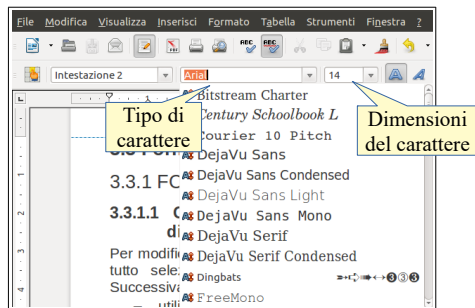 File Modifica Visualizza Inserisci Formato Tabella Strumenti Finestra ?
Intestazione 2 Arial 14 A A
Bitstream Charter
Century Schoolbook L
Tipo di carattere
Dimensioni del carattere
Courier 10 Pitch
DejaVu Sans
3.3.1 FO
DejaVu Sans Condensed
DejaVu Sans Light
3.3.1.1
DejaVu Sans Mono
di
DejaVu Serif
Per modifi
DejaVu Serif Condensed
tutto selez
Dingbats
Successiva
FreeMono